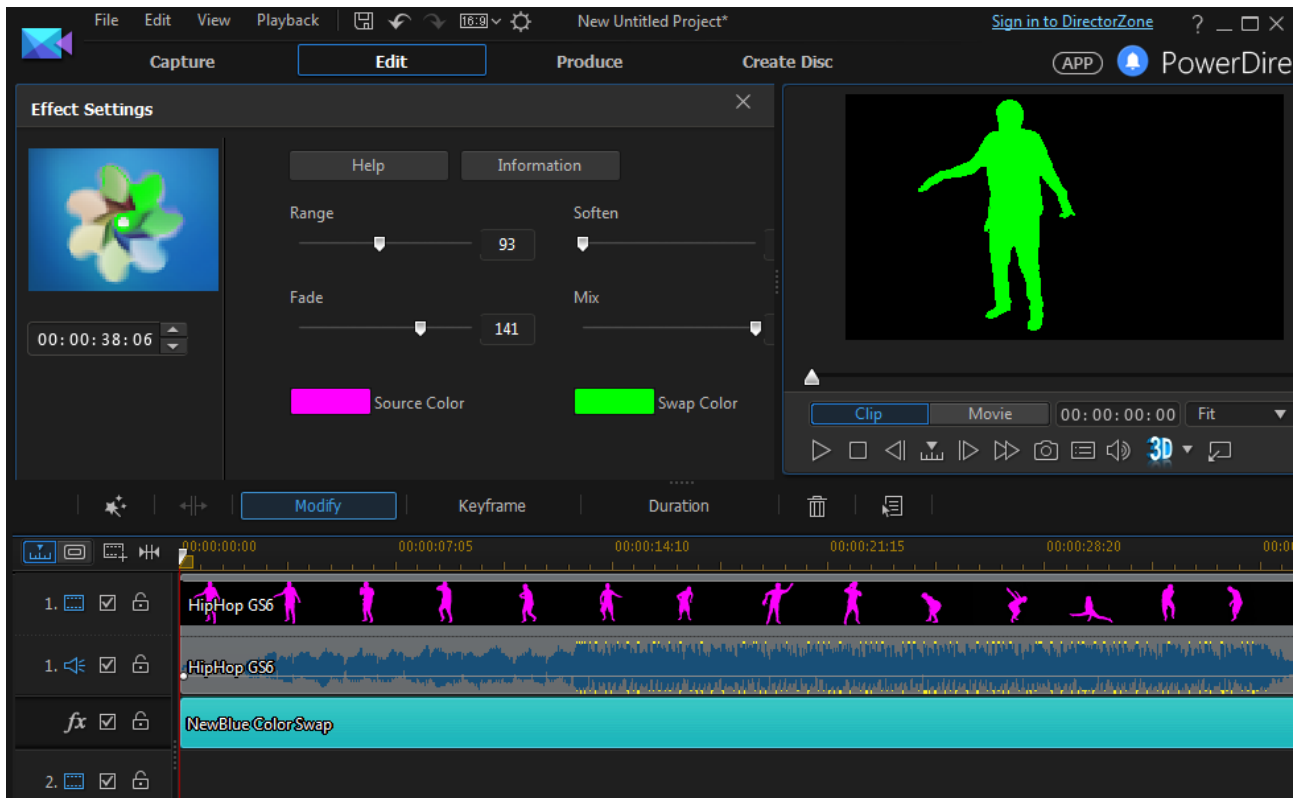 File Edit View Playback 16:9 New Untitled Project* Sign in to DirectorZone ?
Capture Edit Produce Create Disc APP PowerDire
Effect Settings
Help Information
Range Soften
93
Fade Mix
141
00:00:38:06
Source Color Swap Color
Clip Movie 00:00:00:00 Fit
3D
Modify Keyframe Duration
00:00:00:00 00:00:07:05 00:00:14:10 00:00:21:15 00:00:28:20 00:0
1. HipHop GS6
1. HipHop GS6
fx NewBlue Color Swap
2.